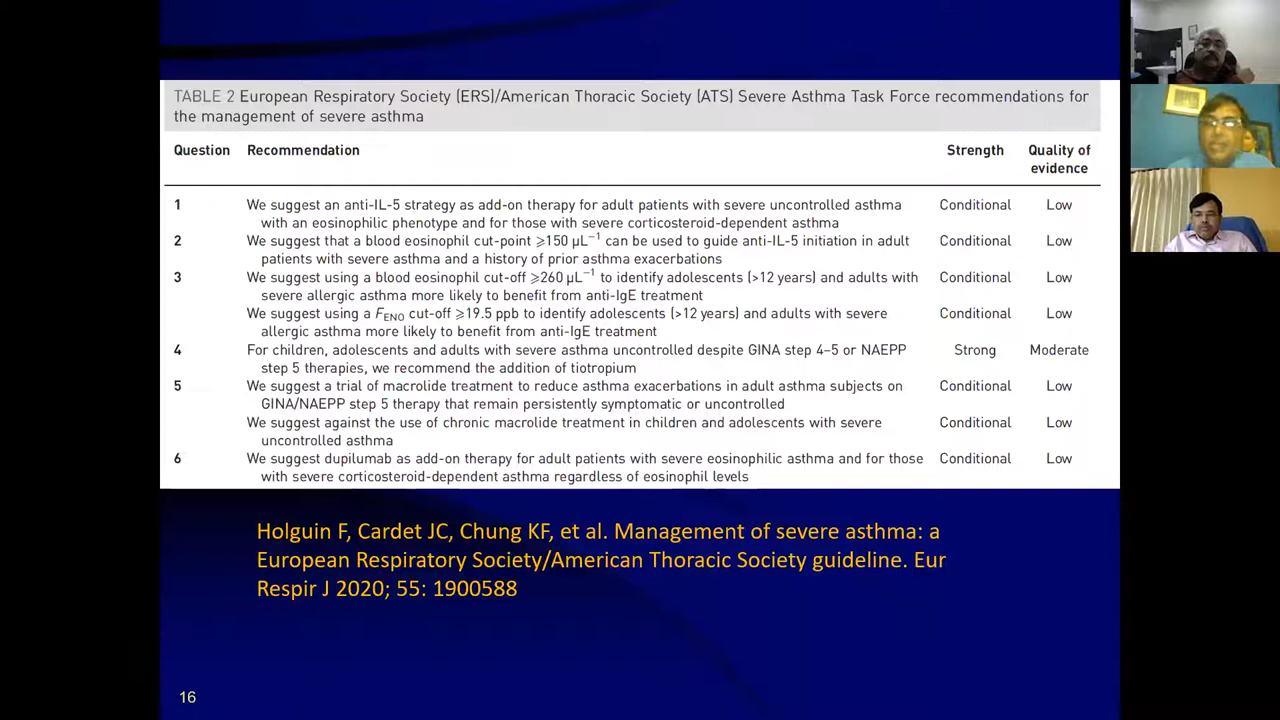 TABLE 2 European Respiratory Society (ERS)/American Thoracic Society (ATS) Severe Asthma Task Force recommendations for
the management of severe asthma
Question Recommendation Strength Quality of
evidence
1 We suggest an anti-IL-5 strategy as add-on therapy for adult patients with severe uncontrolled asthma Conditional Low
with an eosinophilic phenotype and for those with severe corticosteroid-dependent asthma
2 We suggest that a blood eosinophil cut-point ⩾150 μL⁻¹ can be used to guide anti-IL-5 initiation in adult Conditional Low
patients with severe asthma and a history of prior asthma exacerbations
3 We suggest using a blood eosinophil cut-off ⩾260 μL⁻¹ to identify adolescents (>12 years) and adults with Conditional Low
severe allergic asthma more likely to benefit from anti-IgE treatment
We suggest using a FENO cut-off ⩾19.5 ppb to identify adolescents (>12 years) and adults with severe Conditional Low
allergic asthma more likely to benefit from anti-IgE treatment
4 For children, adolescents and adults with severe asthma uncontrolled despite GINA step 4–5 or NAEPP Strong Moderate
step 5 therapies, we recommend the addition of tiotropium
5 We suggest a trial of macrolide treatment to reduce asthma exacerbations in adult asthma subjects on Conditional Low
GINA/NAEPP step 5 therapy that remain persistently symptomatic or uncontrolled
We suggest against the use of chronic macrolide treatment in children and adolescents with severe Conditional Low
uncontrolled asthma
6 We suggest dupilumab as add-on therapy for adult patients with severe eosinophilic asthma and for those Conditional Low
with severe corticosteroid-dependent asthma regardless of eosinophil levels
Holguin F, Cardet JC, Chung KF, et al. Management of severe asthma: a
European Respiratory Society/American Thoracic Society guideline. Eur
Respir J 2020; 55: 1900588
16